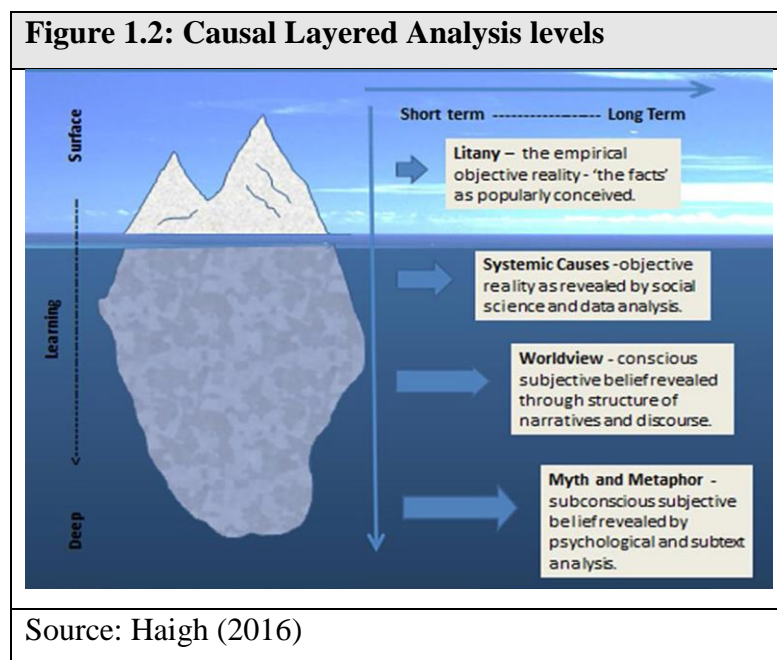 Figure 1.2: Causal Layered Analysis levels
Short term -------------------- Long Term
Surface
Learning
Deep
Litany – the empirical
objective reality - ‘the facts’
as popularly conceived.
Systemic Causes -objective
reality as revealed by social
science and data analysis.
Worldview - conscious
subjective belief revealed
through structure of
narratives and discourse.
Myth and Metaphor -
subconscious subjective
belief revealed by
psychological and subtext
analysis.
Source: Haigh (2016)